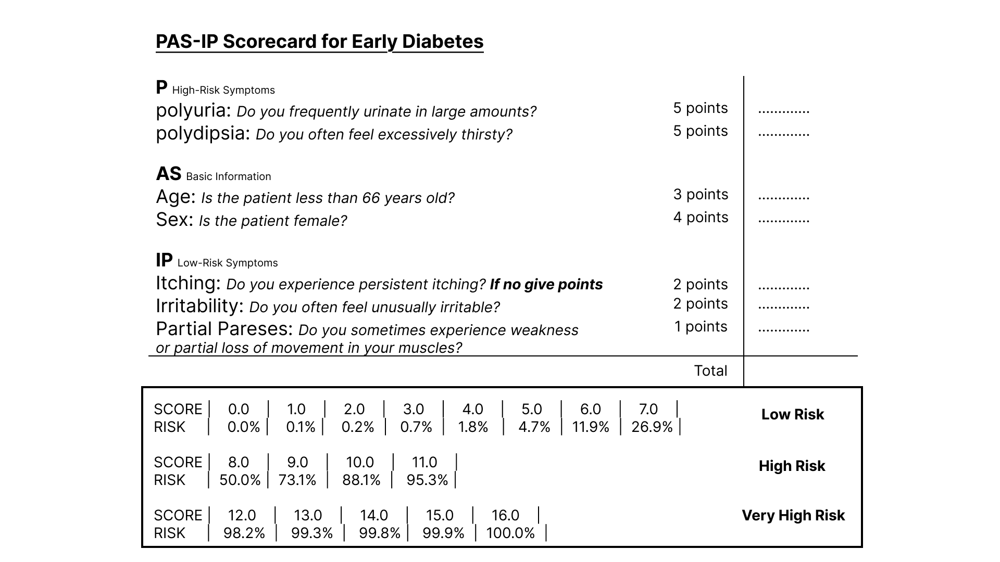 PAS-IP Scorecard for Early Diabetes
P High-Risk Symptoms
polyuria: Do you frequently urinate in large amounts? 5 points .............
polydipsia: Do you often feel excessively thirsty? 5 points .............
AS Basic Information
Age: Is the patient less than 66 years old? 3 points .............
Sex: Is the patient female? 4 points .............
IP Low-Risk Symptoms
Itching: Do you experience persistent itching? If no give points 2 points .............
Irritability: Do you often feel unusually irritable? 2 points .............
Partial Pareses: Do you sometimes experience weakness 1 points .............
or partial loss of movement in your muscles?
Total
SCORE | 0.0 | 1.0 | 2.0 | 3.0 | 4.0 | 5.0 | 6.0 | 7.0 | Low Risk
RISK | 0.0% | 0.1% | 0.2% | 0.7% | 1.8% | 4.7% | 11.9% | 26.9% |
SCORE | 8.0 | 9.0 | 10.0 | 11.0 | High Risk
RISK | 50.0% | 73.1% | 88.1% | 95.3% |
SCORE | 12.0 | 13.0 | 14.0 | 15.0 | 16.0 | Very High Risk
RISK | 98.2% | 99.3% | 99.8% | 99.9% | 100.0% |